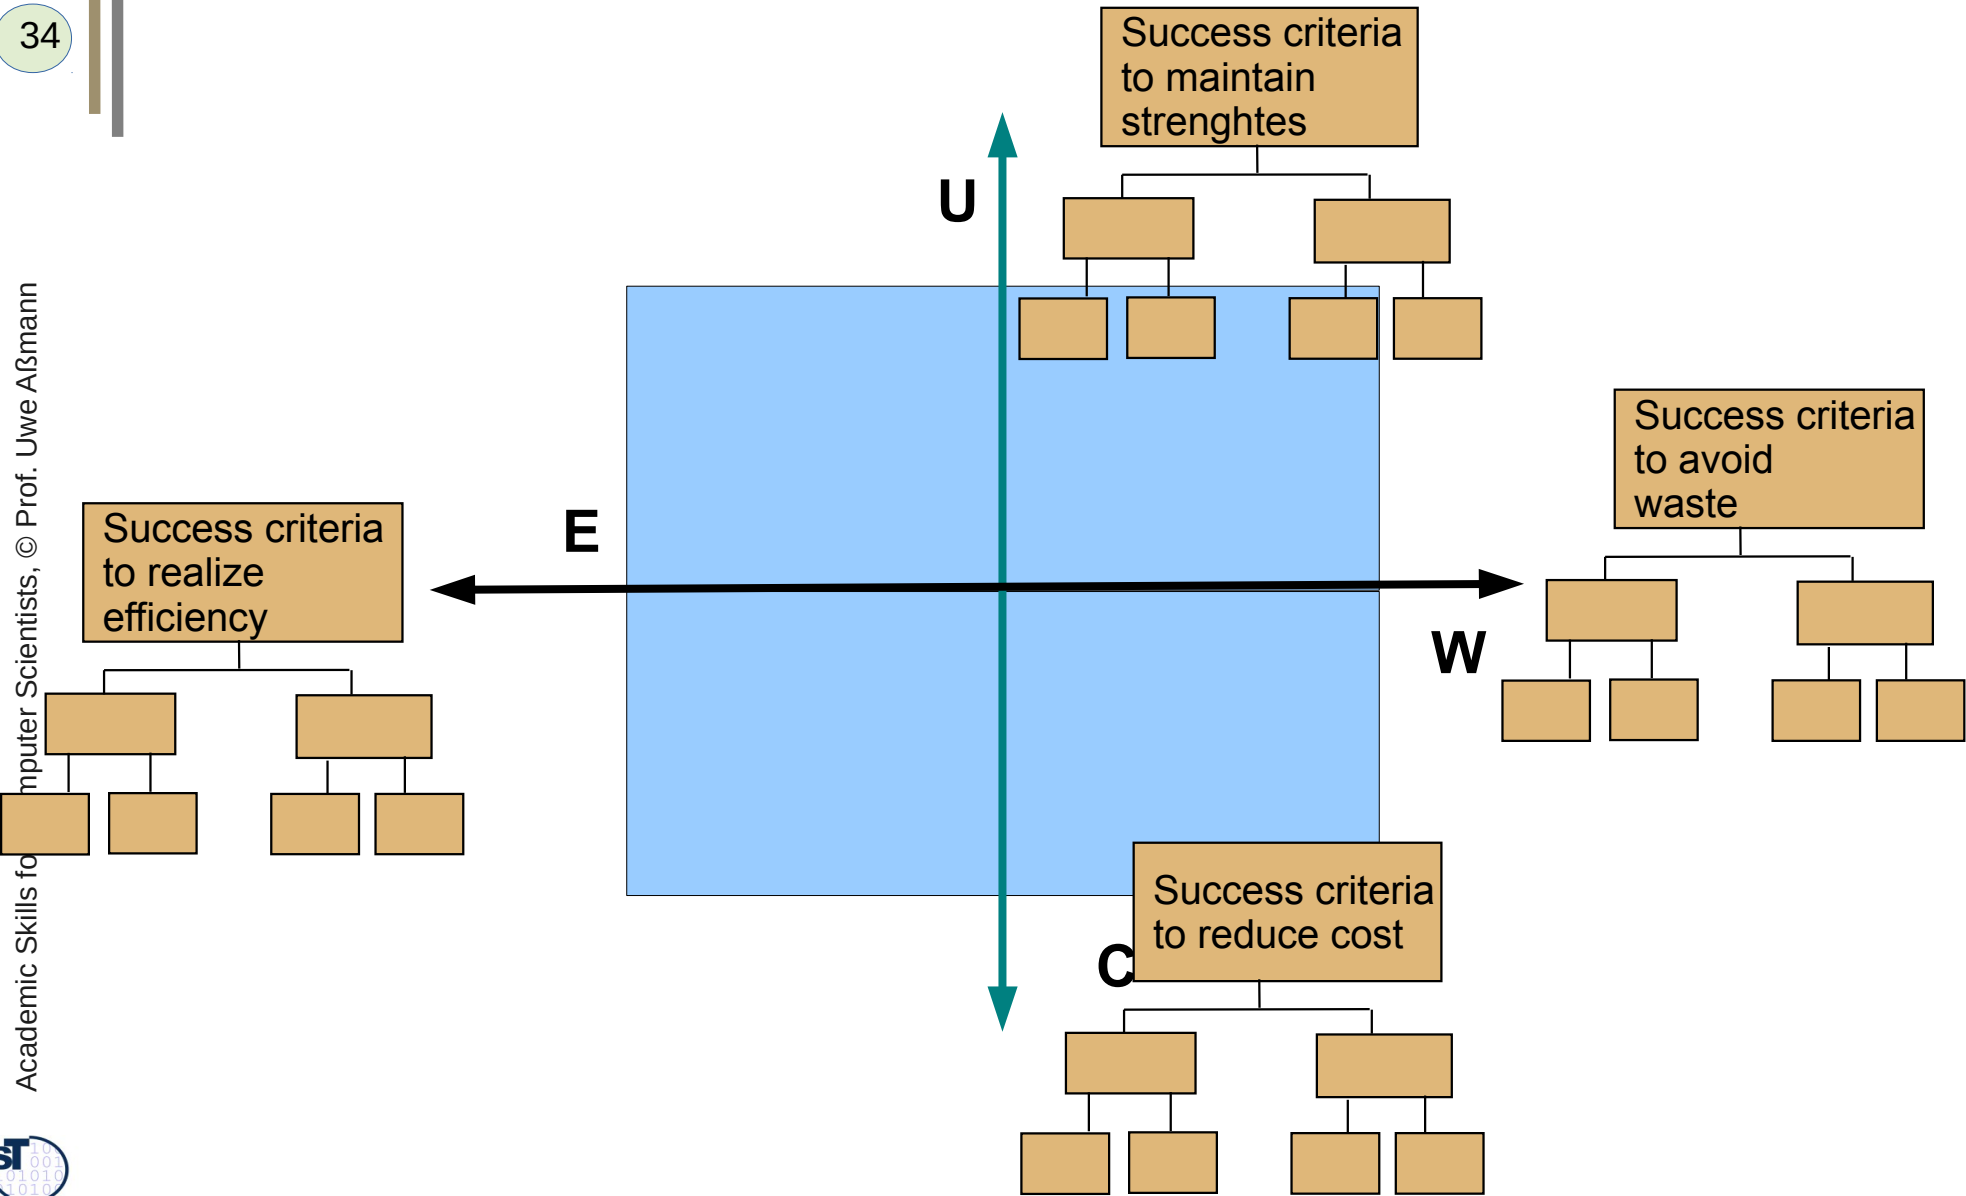 34
Success criteria
to maintain
strenghtes
U
Success criteria
to avoid
waste
E
Success criteria
to realize
efficiency
W
Success criteria
to reduce cost
C
Academic Skills fo mputer Scientists, © Prof. Uwe Aßmann
sT